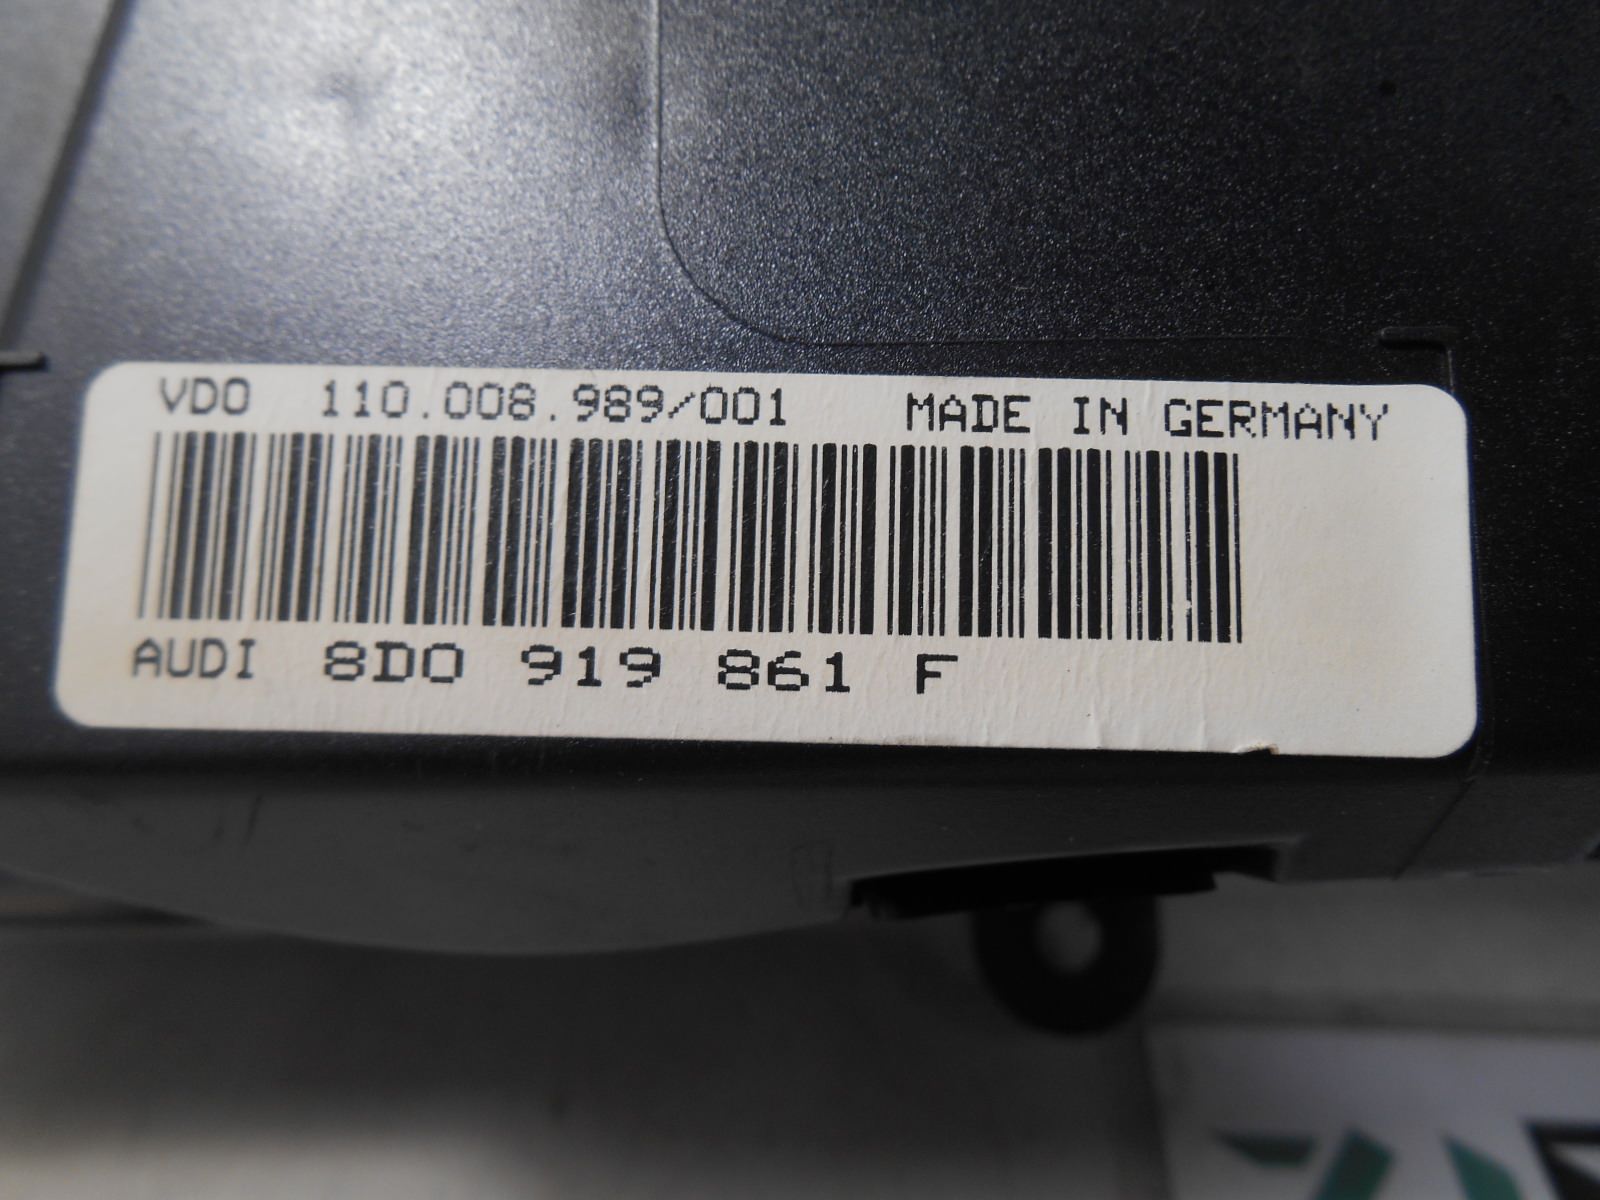 VDO 110.008.989/001 MADE IN GERMANY
AUDI 8D0 919 861 F